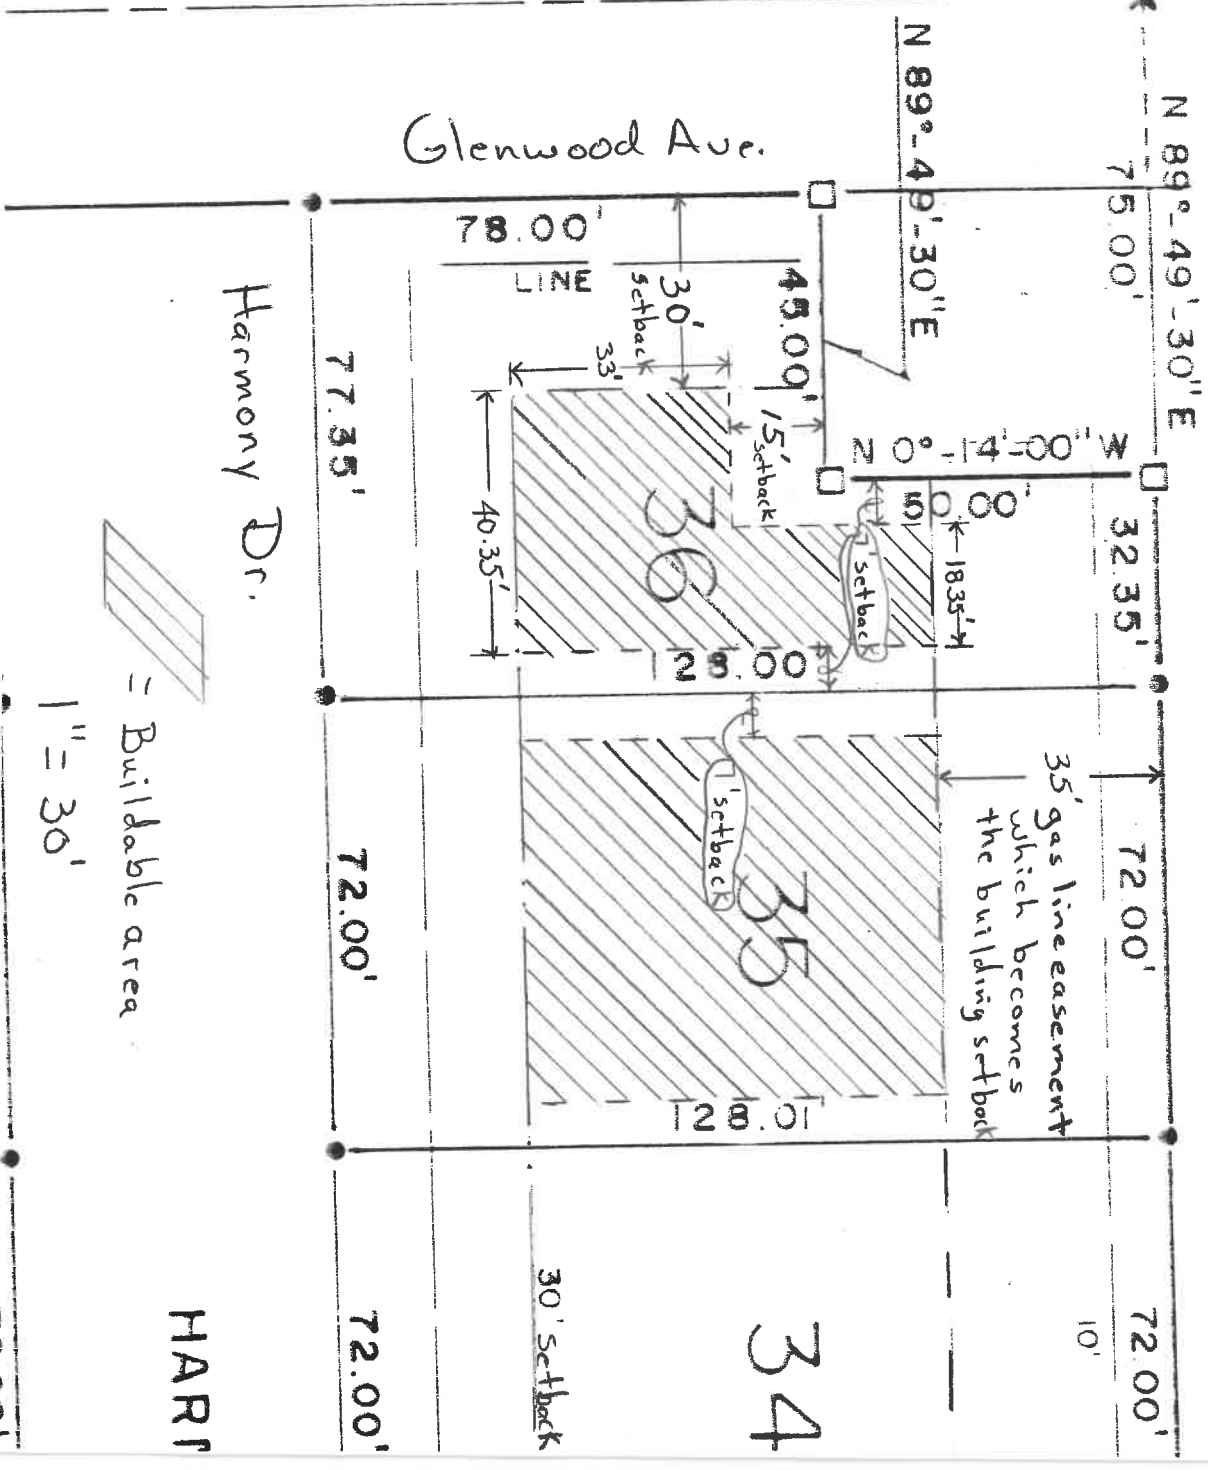 N 89°-49'-30" E
75.00'
N 89°-49'-30" E
Glenwood Ave.
78.00'
LINE
30'
setback
33'
45.00'
15'
setback
N 0°-14'-00" W
50.00'
32.35'
18.35'
7' setback
36
40.35'
77.35'
Harmony Dr.
128.00
35' gas line easement
which becomes
the building setback
72.00'
7' setback
35
72.00'
128.01
= Buildable area
1" = 30'
34
30' setback
72.00'
10'
72.00'
HART